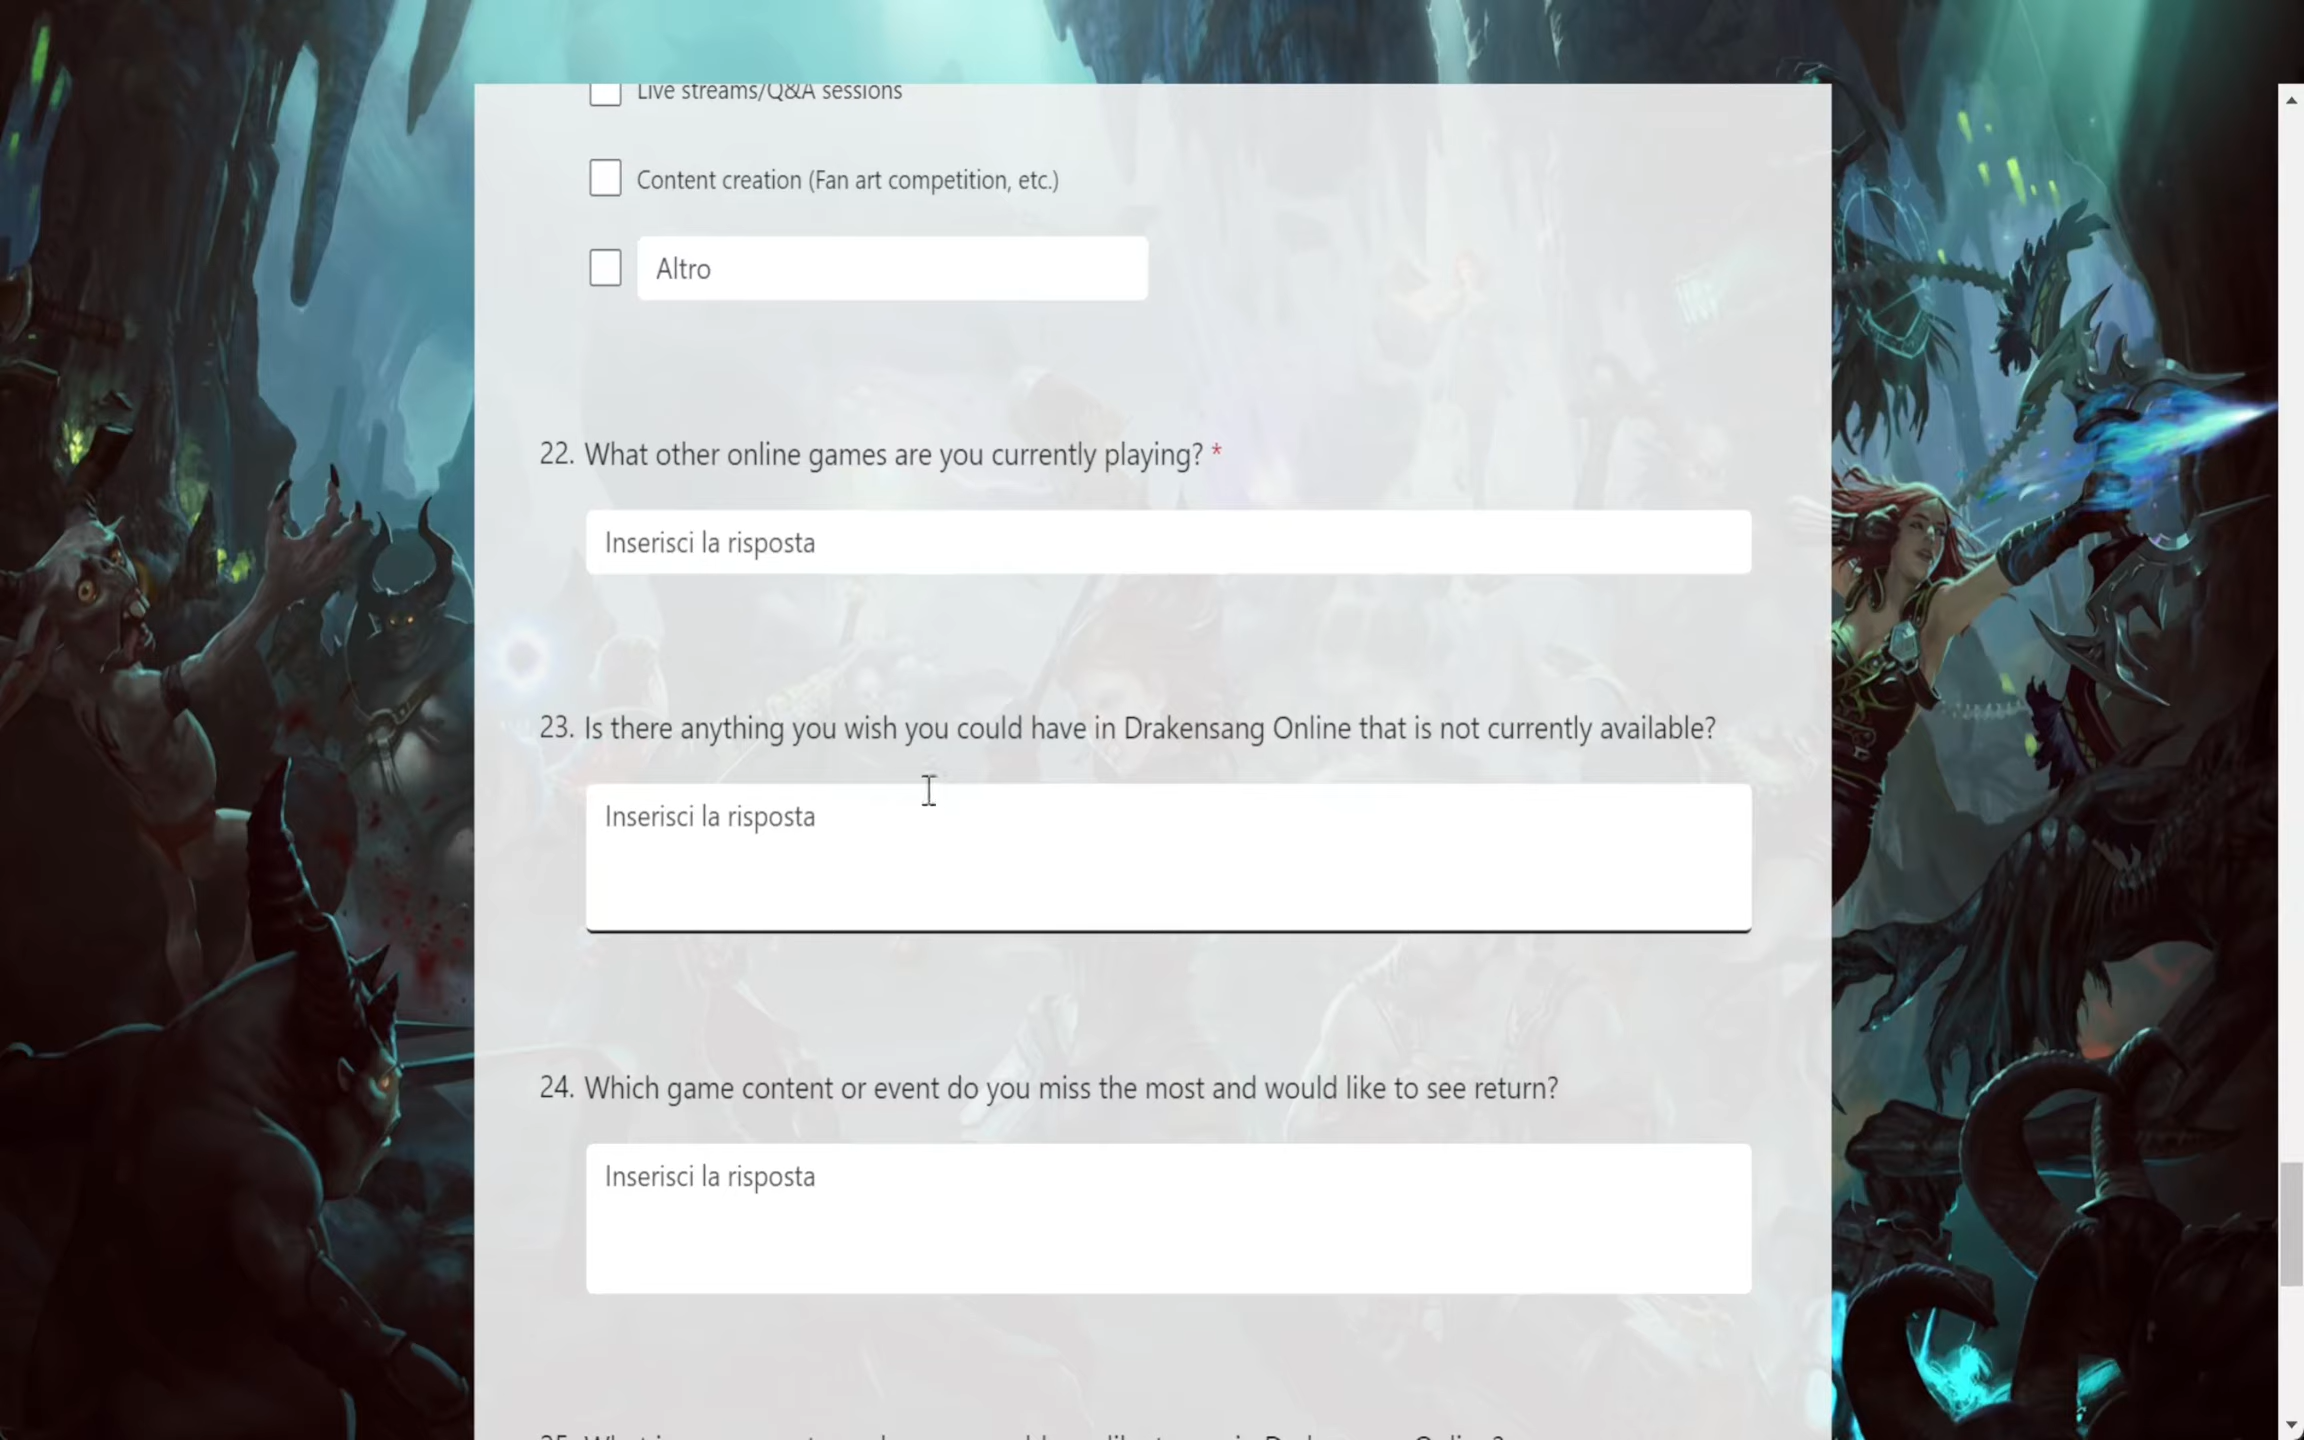 Live streams/Q&A sessions
Content creation (Fan art competition, etc.)
Altro
22. What other online games are you currently playing? *
Inserisci la risposta
23. Is there anything you wish you could have in Drakensang Online that is not currently available?
Inserisci la risposta
24. Which game content or event do you miss the most and would like to see return?
Inserisci la risposta